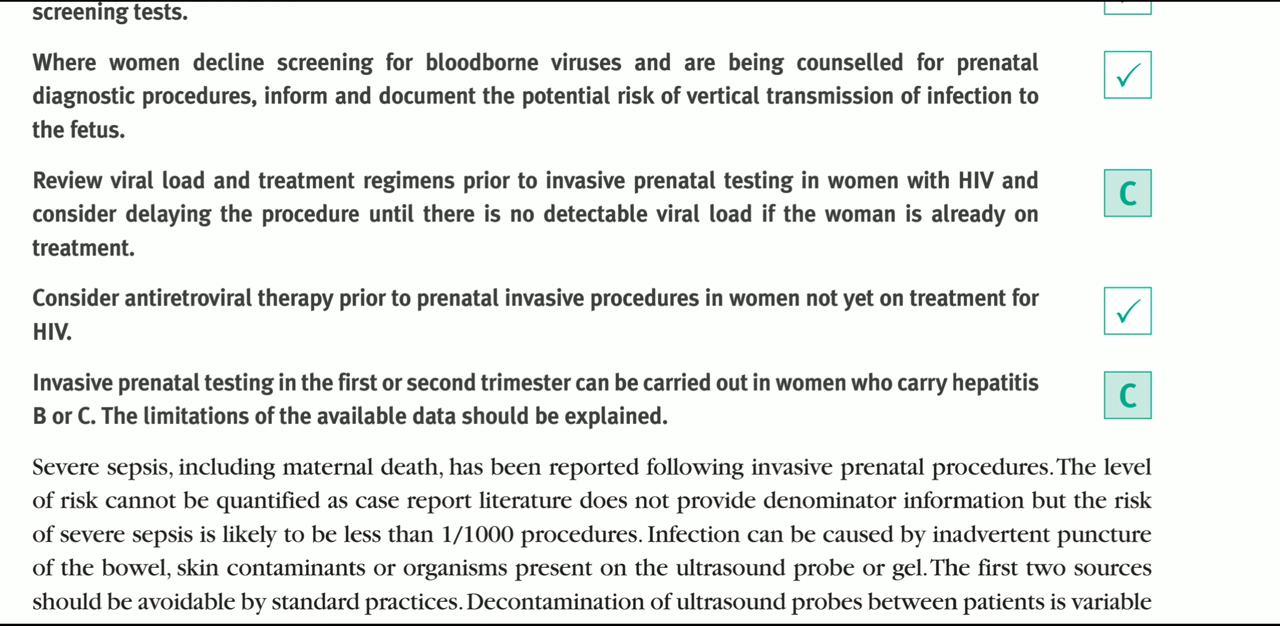 screening tests.
Where women decline screening for bloodborne viruses and are being counselled for prenatal
diagnostic procedures, inform and document the potential risk of vertical transmission of infection to
the fetus.
✓
Review viral load and treatment regimens prior to invasive prenatal testing in women with HIV and
consider delaying the procedure until there is no detectable viral load if the woman is already on
treatment.
C
Consider antiretroviral therapy prior to prenatal invasive procedures in women not yet on treatment for
HIV.
✓
Invasive prenatal testing in the first or second trimester can be carried out in women who carry hepatitis
B or C. The limitations of the available data should be explained.
C
Severe sepsis, including maternal death, has been reported following invasive prenatal procedures. The level
of risk cannot be quantified as case report literature does not provide denominator information but the risk
of severe sepsis is likely to be less than 1/1000 procedures. Infection can be caused by inadvertent puncture
of the bowel, skin contaminants or organisms present on the ultrasound probe or gel. The first two sources
should be avoidable by standard practices. Decontamination of ultrasound probes between patients is variable